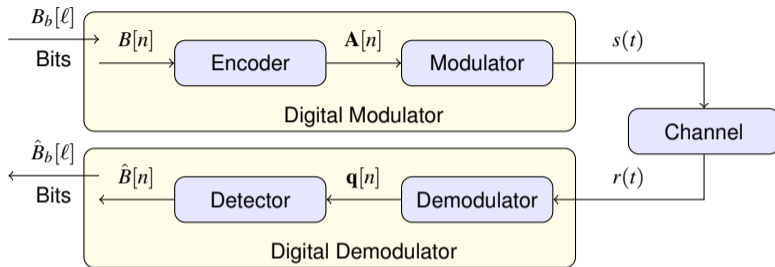 B_b[ℓ]
Bits
B[n]
Encoder
A[n]
Modulator
s(t)
Digital Modulator
Channel
B̂_b[ℓ]
Bits
B̂[n]
Detector
q[n]
Demodulator
r(t)
Digital Demodulator